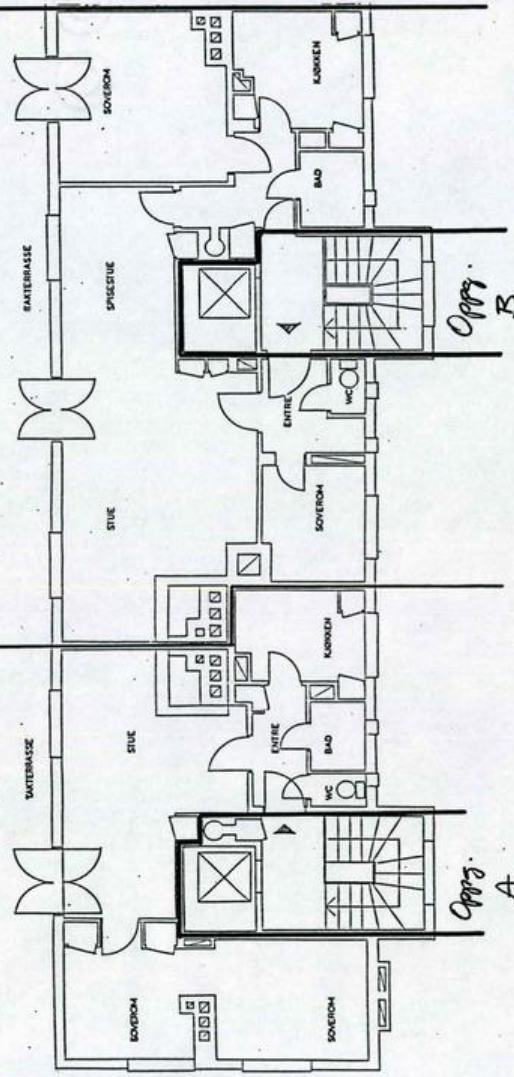 TAKTERRASSE
TAKTERRASSE
SOVEROM
STUE
STUE
SPISESTUE
SOVEROM
SOVEROM
ENTRE
WC
BAD
KJØKKEN
SOVEROM
ENTRE
WC
BAD
KJØKKEN
Oppg.
A
Oppg.
B